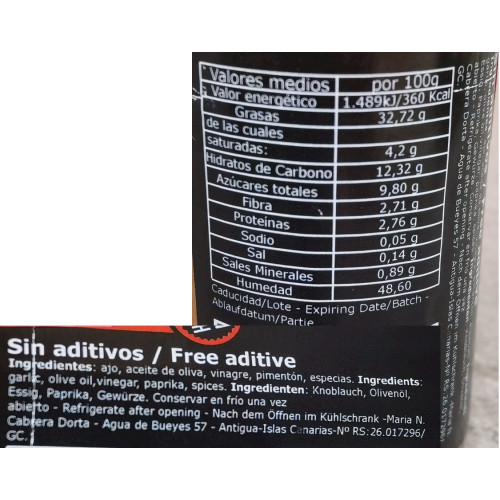 Valores medios por 100g
Valor energético 1.489kJ/360 Kcal
Grasas 32,72 g
de las cuales
saturadas: 4,2 g
Hidratos de Carbono 12,32 g
Azúcares totales 9,80 g
Fibra 2,71 g
Proteínas 2,76 g
Sodio 0,05 g
Sal 0,14 g
Sales Minerales 0,89 g
Humedad 48,60
Caducidad/Lote - Expiring Date/Batch -
Ablaufdatum/Partie
Sin aditivos / Free aditive
Ingredientes: ajo, aceite de oliva, vinagre, pimentón, especias. Ingredients:
garlic, olive oil,vinegar, paprika, spices. Ingredienten: Knoblauch, Olivenöl,
Essig, Paprika, Gewürze. Conservar en frío una vez
abierto - Refrigerate after opening - Nach dem Öffnen im Kühlschrank -Maria N.
Cabrera Dorta - Agua de Bueyes 57 - Antigua-Islas Canarias-Nº RS:26.017296/
GC.